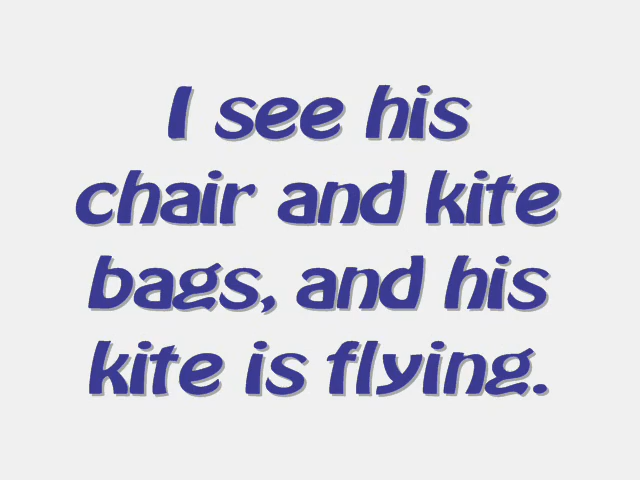 I see his
chair and kite
bags, and his
kite is flying.